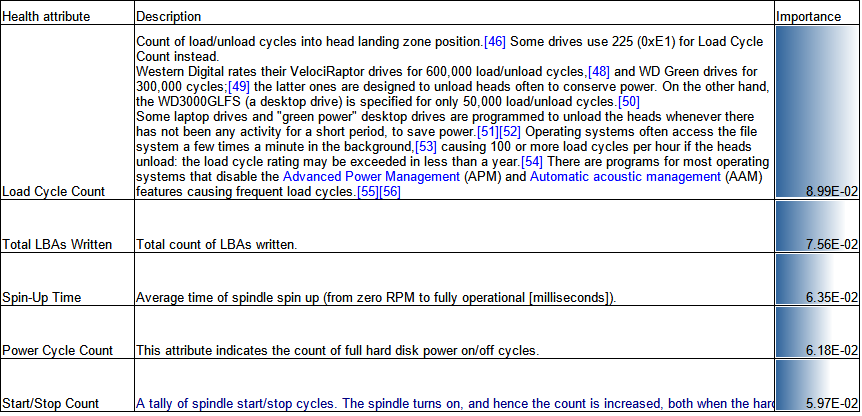 Health attribute Description Importance
Count of load/unload cycles into head landing zone position.[46] Some drives use 225 (0xE1) for Load Cycle
Count instead.
Western Digital rates their VelociRaptor drives for 600,000 load/unload cycles,[48] and WD Green drives for
300,000 cycles;[49] the latter ones are designed to unload heads often to conserve power. On the other hand,
the WD3000GLFS (a desktop drive) is specified for only 50,000 load/unload cycles.[50]
Some laptop drives and "green power" desktop drives are programmed to unload the heads whenever there
has not been any activity for a short period, to save power.[51][52] Operating systems often access the file
system a few times a minute in the background,[53] causing 100 or more load cycles per hour if the heads
unload: the load cycle rating may be exceeded in less than a year.[54] There are programs for most operating
systems that disable the Advanced Power Management (APM) and Automatic acoustic management (AAM)
Load Cycle Count features causing frequent load cycles.[55][56] 8.99E-02
Total LBAs Written Total count of LBAs written. 7.56E-02
Spin-Up Time Average time of spindle spin up (from zero RPM to fully operational [milliseconds]). 6.35E-02
Power Cycle Count This attribute indicates the count of full hard disk power on/off cycles. 6.18E-02
Start/Stop Count A tally of spindle start/stop cycles. The spindle turns on, and hence the count is increased, both when the hard 5.97E-02